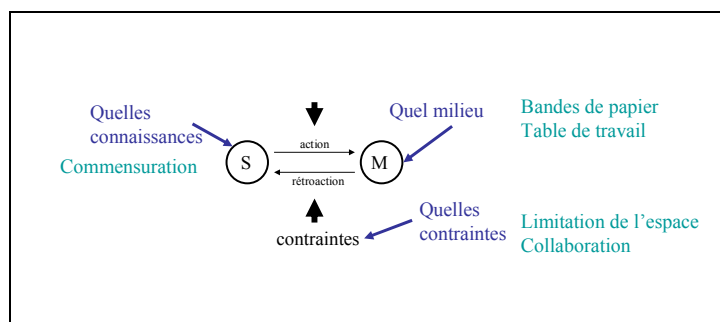 Quelles
connaissances
Commensuration
S
action
rétroaction
M
Quel milieu
Bandes de papier
Table de travail
contraintes
Quelles
contraintes
Limitation de l’espace
Collaboration